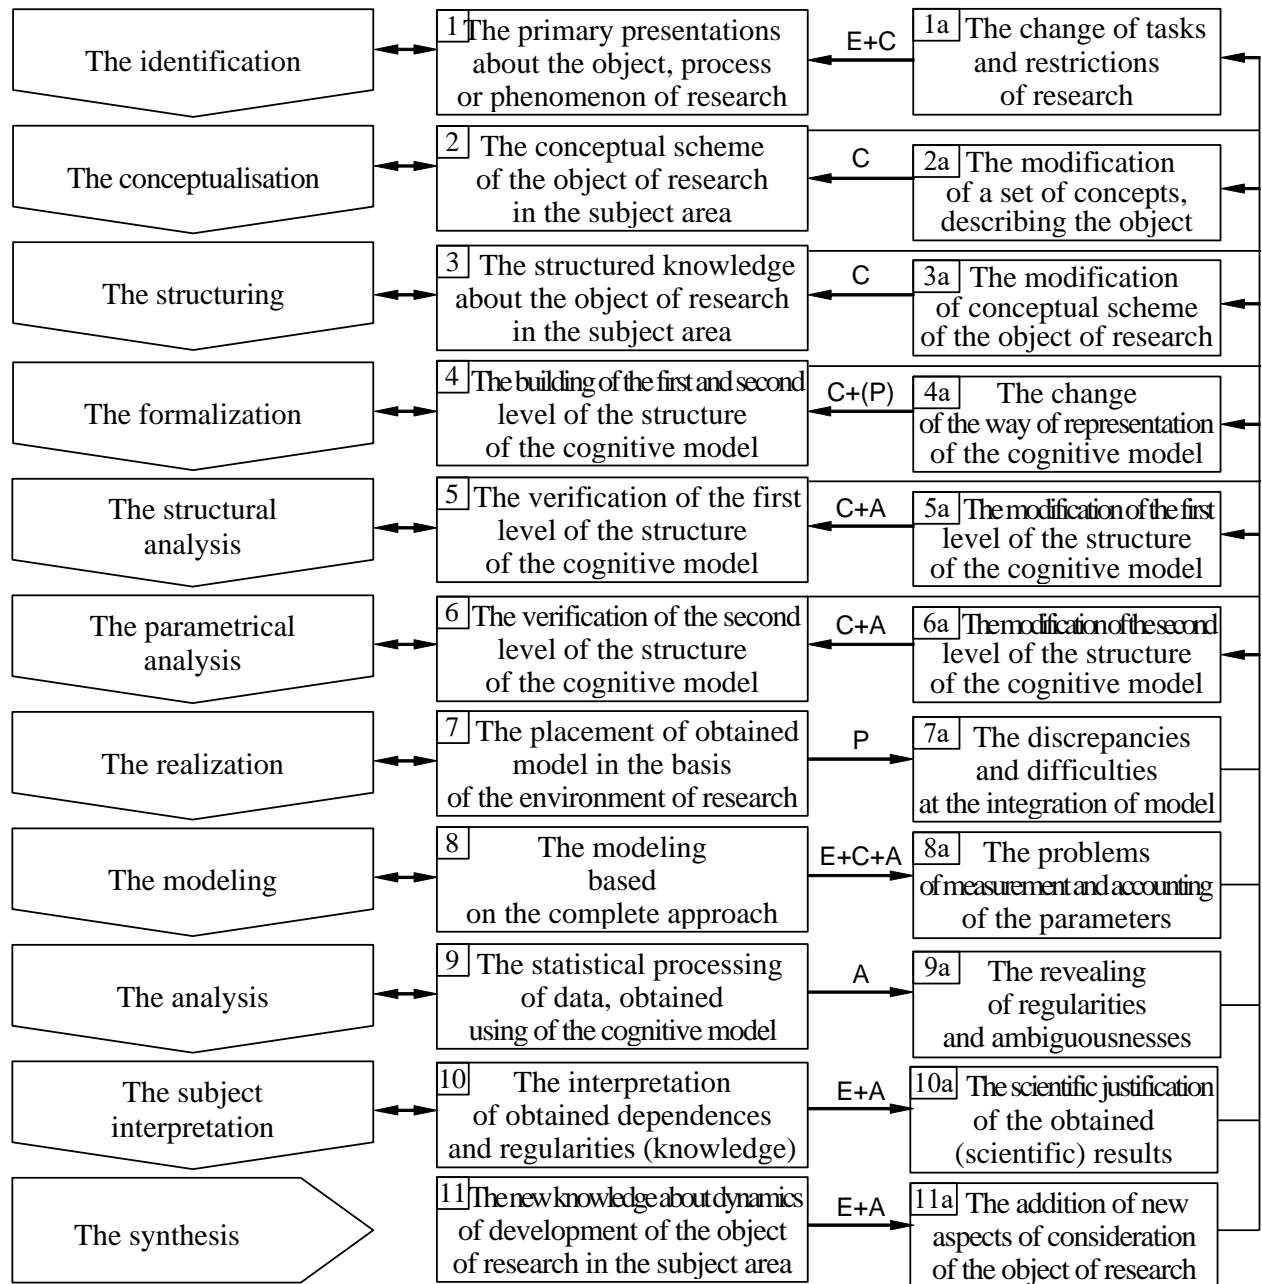 The identification
1 The primary presentations
about the object, process
or phenomenon of research
E+C
1a The change of tasks
and restrictions
of research
The conceptualisation
2 The conceptual scheme
of the object of research
in the subject area
C
2a The modification
of a set of concepts,
describing the object
The structuring
3 The structured knowledge
about the object of research
in the subject area
C
3a The modification
of conceptual scheme
of the object of research
The formalization
4 The building of the first and second
level of the structure
of the cognitive model
C+(P)
4a The change
of the way of representation
of the cognitive model
The structural
analysis
5 The verification of the first
level of the structure
of the cognitive model
C+A
5a The modification of the first
level of the structure
of the cognitive model
The parametrical
analysis
6 The verification of the second
level of the structure
of the cognitive model
C+A
6a The modification of the second
level of the structure
of the cognitive model
The realization
7 The placement of obtained
model in the basis
of the environment of research
P
7a The discrepancies
and difficulties
at the integration of model
The modeling
8 The modeling
based
on the complete approach
E+C+A
8a The problems
of measurement and accounting
of the parameters
The analysis
9 The statistical processing
of data, obtained
using of the cognitive model
A
9a The revealing
of regularities
and ambiguousnesses
The subject
interpretation
10 The interpretation
of obtained dependences
and regularities (knowledge)
E+A
10a The scientific justification
of the obtained
(scientific) results
The synthesis
11 The new knowledge about dynamics
of development of the object
of research in the subject area
E+A
11a The addition of new
aspects of consideration
of the object of research